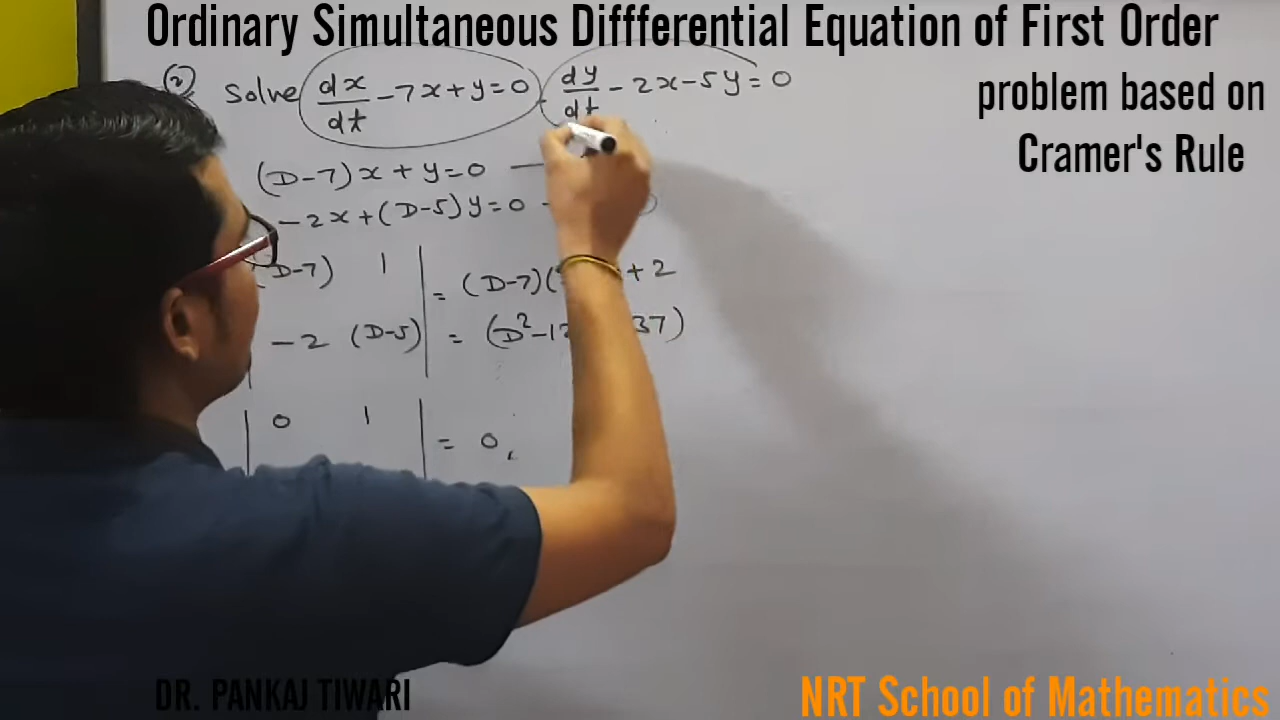 Ordinary Simultaneous Diffferential Equation of First Order
problem based on
Cramer's Rule
(2) Solve dx/dt - 7x + y = 0, dy/dt - 2x - 5y = 0
(D-7)x + y = 0 —
-2x + (D-5)y = 0 -
(D-7) 1 = (D-7)( + 2
-2 (D-5) = (D²-12 37)
0 1 = 0,
DR. PANKAJ TIWARI
NRT School of Mathematics